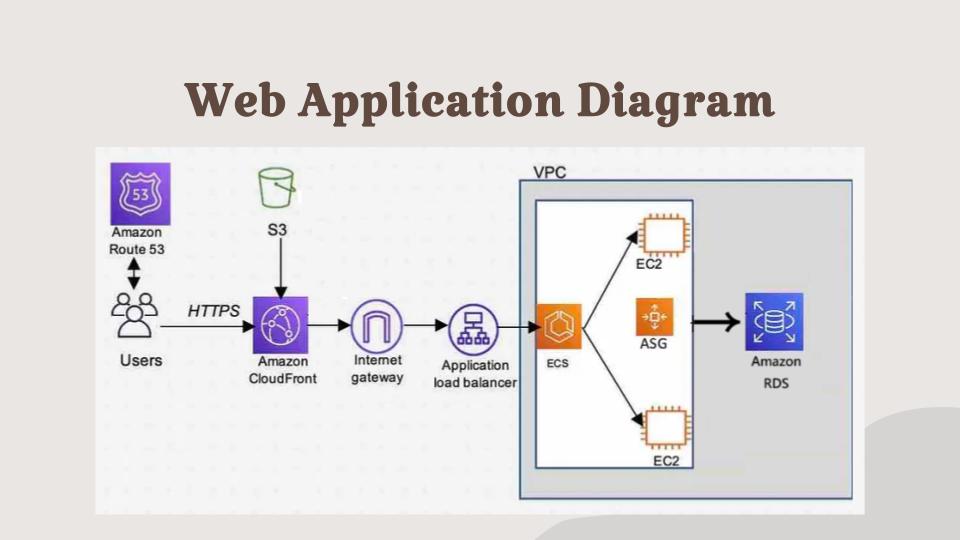 Web Application Diagram
VPC
53
Amazon
Route 53
S3
HTTPS
Users
Amazon
CloudFront
Internet
gateway
Application
load balancer
ECS
EC2
ASG
EC2
Amazon
RDS